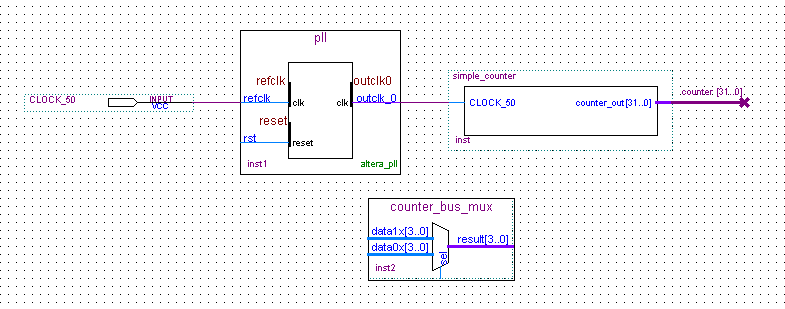 pll
CLOCK_50 INPUT VCC
refclk outclk0
refclk clk clk outclk_0
reset
rst reset
inst1 altera_pll
simple_counter
CLOCK_50 counter_out[31..0] counter [31..0]
inst
counter_bus_mux
data1x[3..0]
data0x[3..0] result[3..0]
sel
inst2